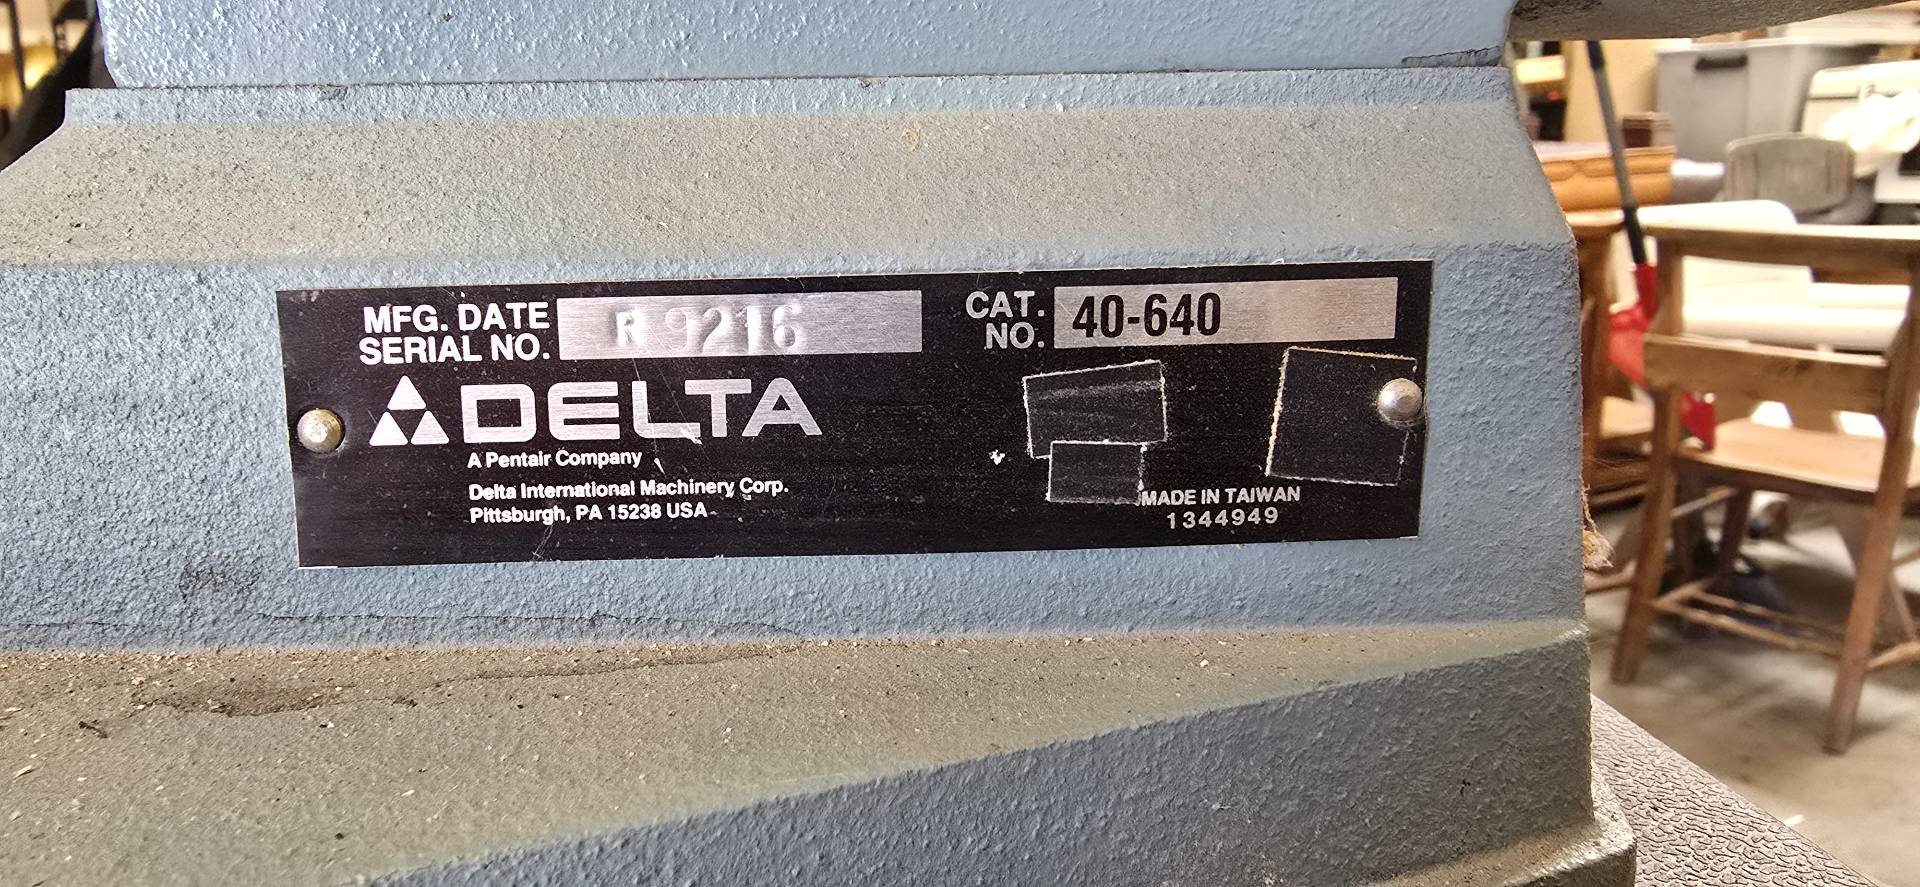 MFG. DATE
SERIAL NO.
R 9216
CAT.
NO.
40-640
DELTA
A Pentair Company
Delta International Machinery Corp.
Pittsburgh, PA 15238 USA
MADE IN TAIWAN
1344949